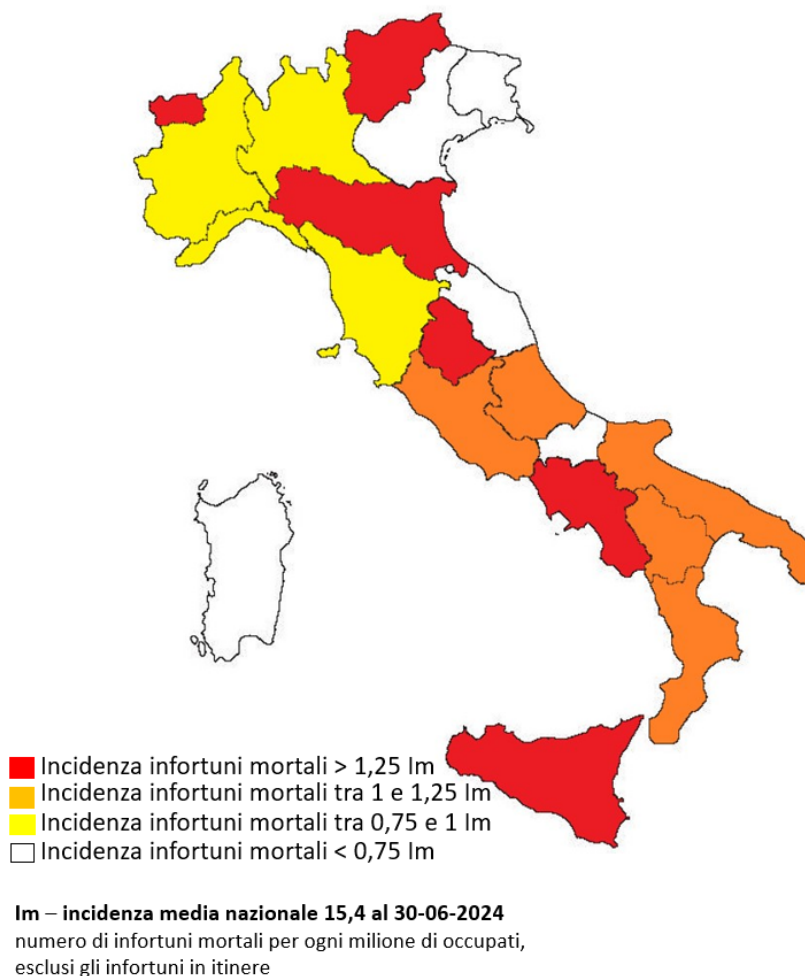 Incidenza infortuni mortali > 1,25 Im
Incidenza infortuni mortali tra 1 e 1,25 Im
Incidenza infortuni mortali tra 0,75 e 1 Im
Incidenza infortuni mortali < 0,75 Im
Im – incidenza media nazionale 15,4 al 30-06-2024
numero di infortuni mortali per ogni milione di occupati,
esclusi gli infortuni in itinere